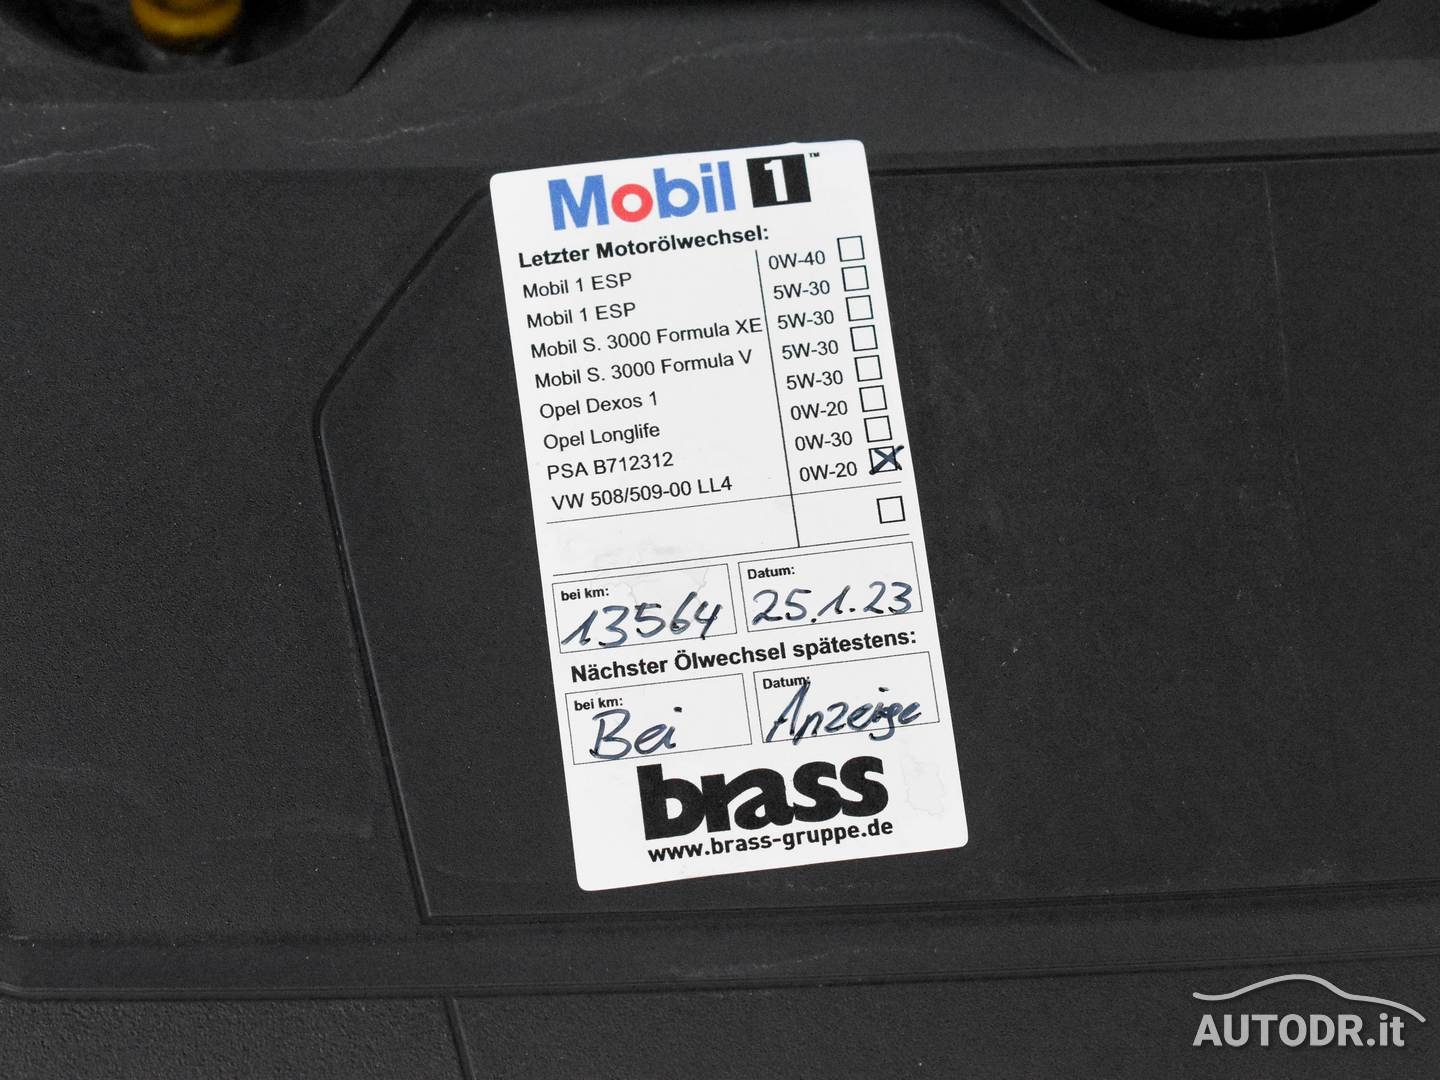 Mobil 1™
Letzter Motorölwechsel:
Mobil 1 ESP 0W-40
Mobil 1 ESP 5W-30
Mobil S. 3000 Formula XE 5W-30
Mobil S. 3000 Formula V 5W-30
Opel Dexos 1 5W-30
Opel Longlife 0W-20
PSA B712312 0W-30
VW 508/509-00 LL4 0W-20
bei km: Datum:
13564 25.1.23
Nächster Ölwechsel spätestens:
bei km: Datum:
Bei Anzeige
brass
www.brass-gruppe.de
AUTODR.it